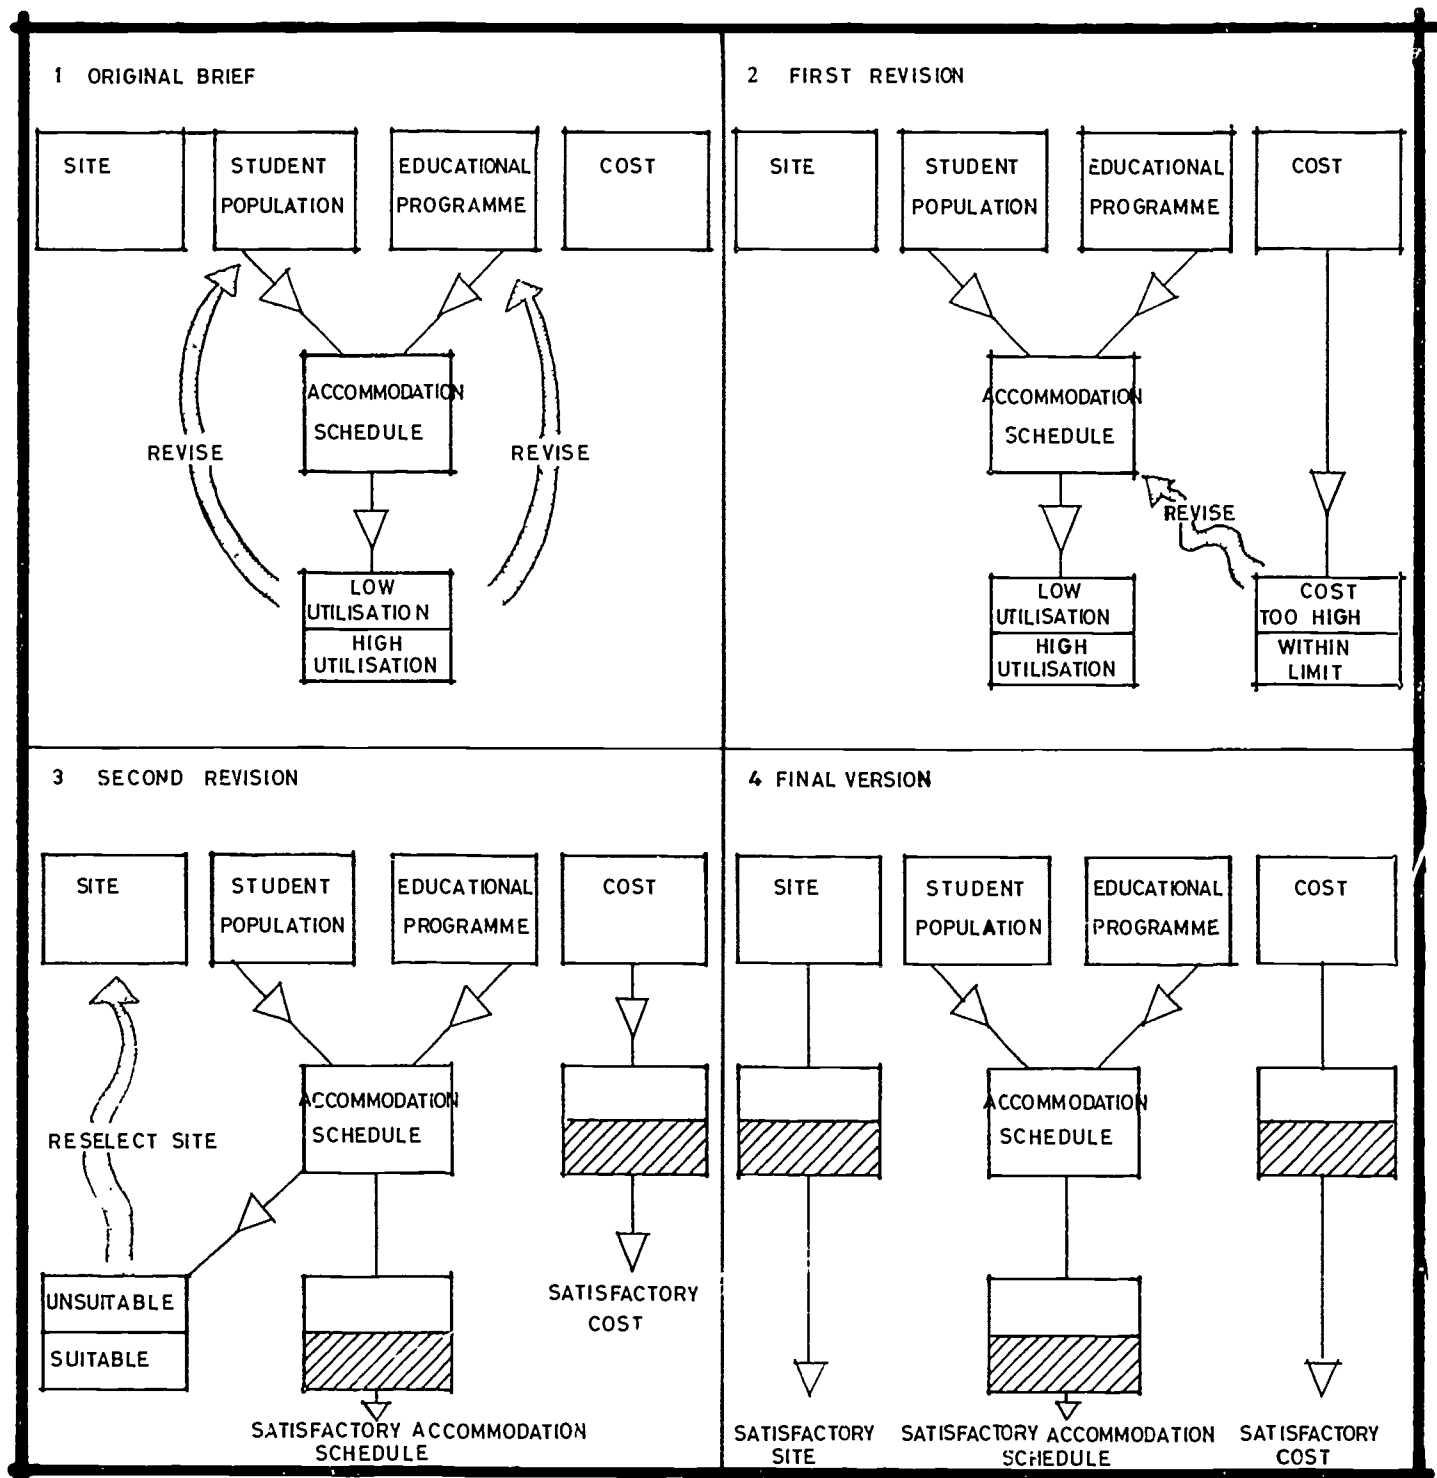 1 ORIGINAL BRIEF
SITE
STUDENT
POPULATION
EDUCATIONAL
PROGRAMME
COST
ACCOMMODATION
SCHEDULE
REVISE
REVISE
LOW
UTILISATION
HIGH
UTILISATION
2 FIRST REVISION
SITE
STUDENT
POPULATION
EDUCATIONAL
PROGRAMME
COST
ACCOMMODATION
SCHEDULE
REVISE
LOW
UTILISATION
HIGH
UTILISATION
COST
TOO HIGH
WITHIN
LIMIT
3 SECOND REVISION
SITE
STUDENT
POPULATION
EDUCATIONAL
PROGRAMME
COST
ACCOMMODATION
SCHEDULE
RESELECT SITE
UNSUITABLE
SUITABLE
SATISFACTORY
COST
SATISFACTORY ACCOMMODATION
SCHEDULE
4 FINAL VERSION
SITE
STUDENT
POPULATION
EDUCATIONAL
PROGRAMME
COST
ACCOMMODATION
SCHEDULE
SATISFACTORY
SITE
SATISFACTORY ACCOMMODATION
SCHEDULE
SATISFACTORY
COST